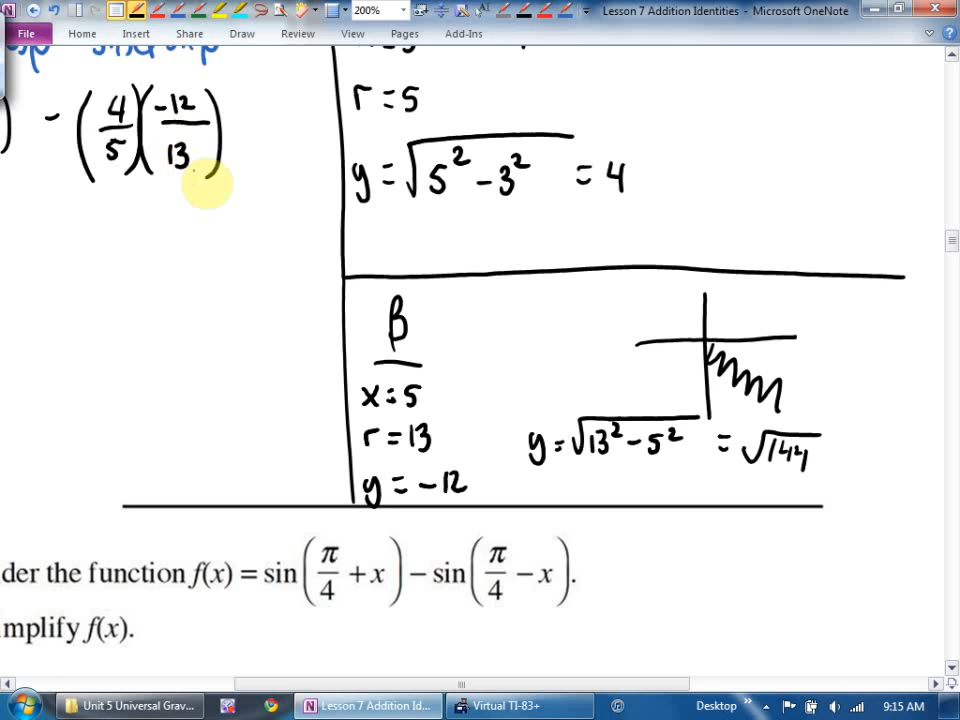 200%
Lesson 7 Addition Identities - Microsoft OneNote
File Home Insert Share Draw Review View Pages Add-Ins
r = 5
) - (4/5)(-12/13)
y = √5² - 3² = 4
β
x = 5
r = 13
y = √13² - 5² = √144
y = -12
der the function f(x) = sin(π/4 + x) - sin(π/4 - x).
implify f(x).
Unit 5 Universal Grav... Lesson 7 Addition Id... Virtual TI-83+ Desktop » 9:15 AM